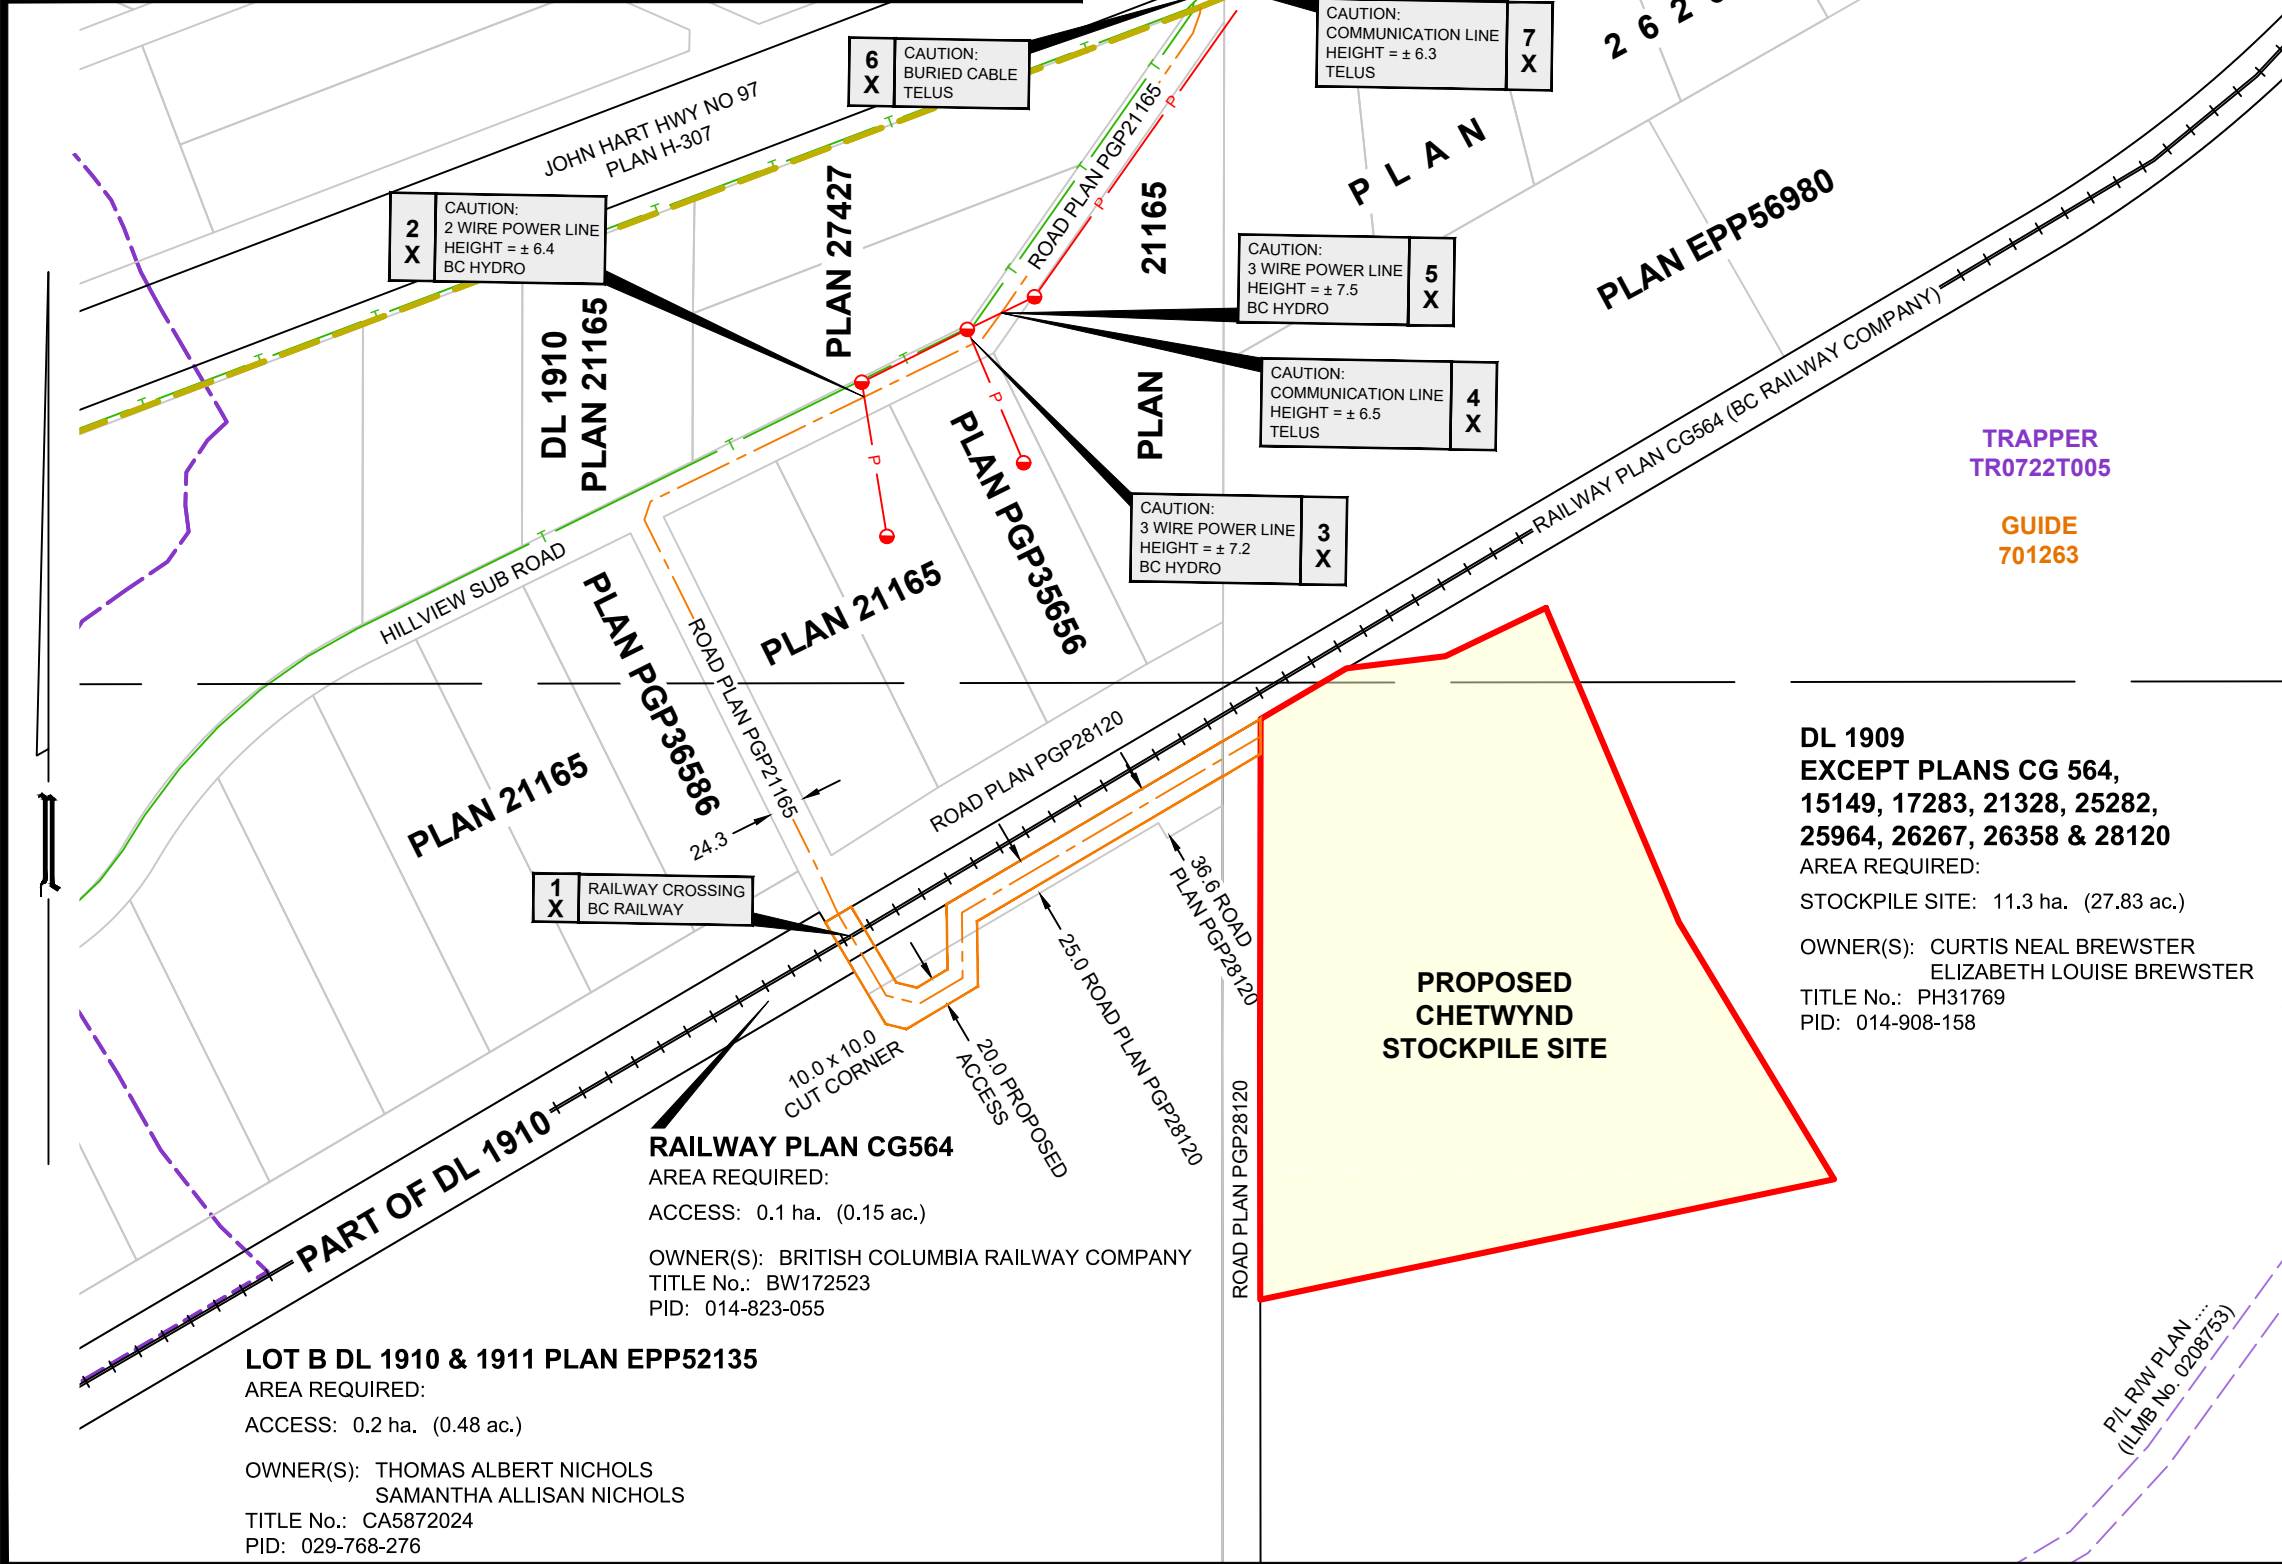 6
X
CAUTION:
BURIED CABLE
TELUS
CAUTION:
COMMUNICATION LINE
HEIGHT = ± 6.3
TELUS
7
X
JOHN HART HWY NO 97
PLAN H-307
2
X
CAUTION:
2 WIRE POWER LINE
HEIGHT = ± 6.4
BC HYDRO
DL 1910
PLAN 21165
PLAN 27427
ROAD PLAN PGP21165
PLAN
21165
PLAN
CAUTION:
3 WIRE POWER LINE
HEIGHT = ± 7.5
BC HYDRO
5
X
CAUTION:
COMMUNICATION LINE
HEIGHT = ± 6.5
TELUS
4
X
CAUTION:
3 WIRE POWER LINE
HEIGHT = ± 7.2
BC HYDRO
3
X
PLAN EPP56980
RAILWAY PLAN CG564 (BC RAILWAY COMPANY)
TRAPPER
TR0722T005
GUIDE
701263
HILLVIEW SUB ROAD
PLAN PGP36586
ROAD PLAN PGP21165
PLAN 21165
PLAN PGP35656
PLAN 21165
24.3
ROAD PLAN PGP28120
1
X
RAILWAY CROSSING
BC RAILWAY
10.0 x 10.0
CUT CORNER
20.0 PROPOSED
ACCESS
25.0 ROAD PLAN PGP28120
36.6 ROAD
PLAN PGP28120
ROAD PLAN PGP28120
PROPOSED
CHETWYND
STOCKPILE SITE
DL 1909
EXCEPT PLANS CG 564,
15149, 17283, 21328, 25282,
25964, 26267, 26358 & 28120
AREA REQUIRED:
STOCKPILE SITE: 11.3 ha. (27.83 ac.)
OWNER(S): CURTIS NEAL BREWSTER
ELIZABETH LOUISE BREWSTER
TITLE No.: PH31769
PID: 014-908-158
PART OF DL 1910
RAILWAY PLAN CG564
AREA REQUIRED:
ACCESS: 0.1 ha. (0.15 ac.)
OWNER(S): BRITISH COLUMBIA RAILWAY COMPANY
TITLE No.: BW172523
PID: 014-823-055
LOT B DL 1910 & 1911 PLAN EPP52135
AREA REQUIRED:
ACCESS: 0.2 ha. (0.48 ac.)
OWNER(S): THOMAS ALBERT NICHOLS
SAMANTHA ALLISAN NICHOLS
TITLE No.: CA5872024
PID: 029-768-276
P/L R/W PLAN ....
(ILMB No. 0208753)